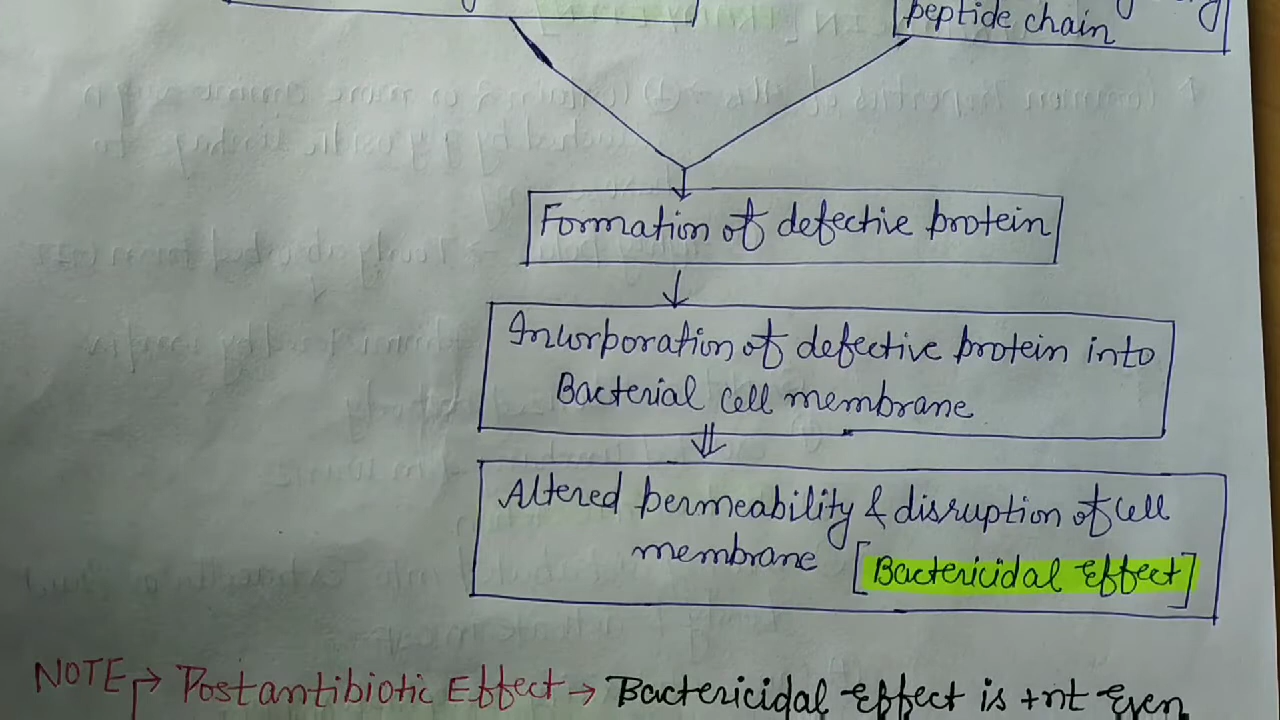 peptide chain
Formation of defective protein
Incorporation of defective protein into
Bacterial cell membrane
Altered permeability & disruption of cell
membrane [Bactericidal Effect]
NOTE → Postantibiotic Effect → Bactericidal effect is +nt Even